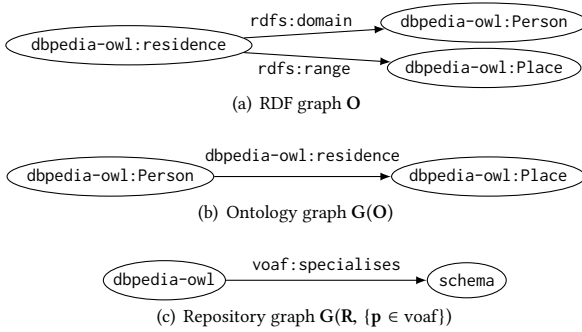 rdfs:domain
dbpedia-owl:Person
dbpedia-owl:residence
rdfs:range
dbpedia-owl:Place
(a) RDF graph O
dbpedia-owl:residence
dbpedia-owl:Person
dbpedia-owl:Place
(b) Ontology graph G(O)
voaf:specialises
dbpedia-owl
schema
(c) Repository graph G(R, {p ∈ voaf})